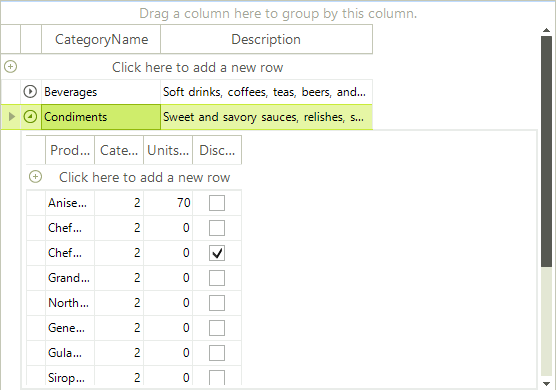 Drag a column here to group by this column.
CategoryName Description
Click here to add a new row
Beverages Soft drinks, coffees, teas, beers, and...
Condiments Sweet and savory sauces, relishes, s...
Prod... Cate... Units... Disc...
Click here to add a new row
Anise... 2 70
Chef... 2 0
Chef... 2 0
Grand... 2 0
North... 2 0
Gene... 2 0
Gula... 2 0
Sirop... 2 0